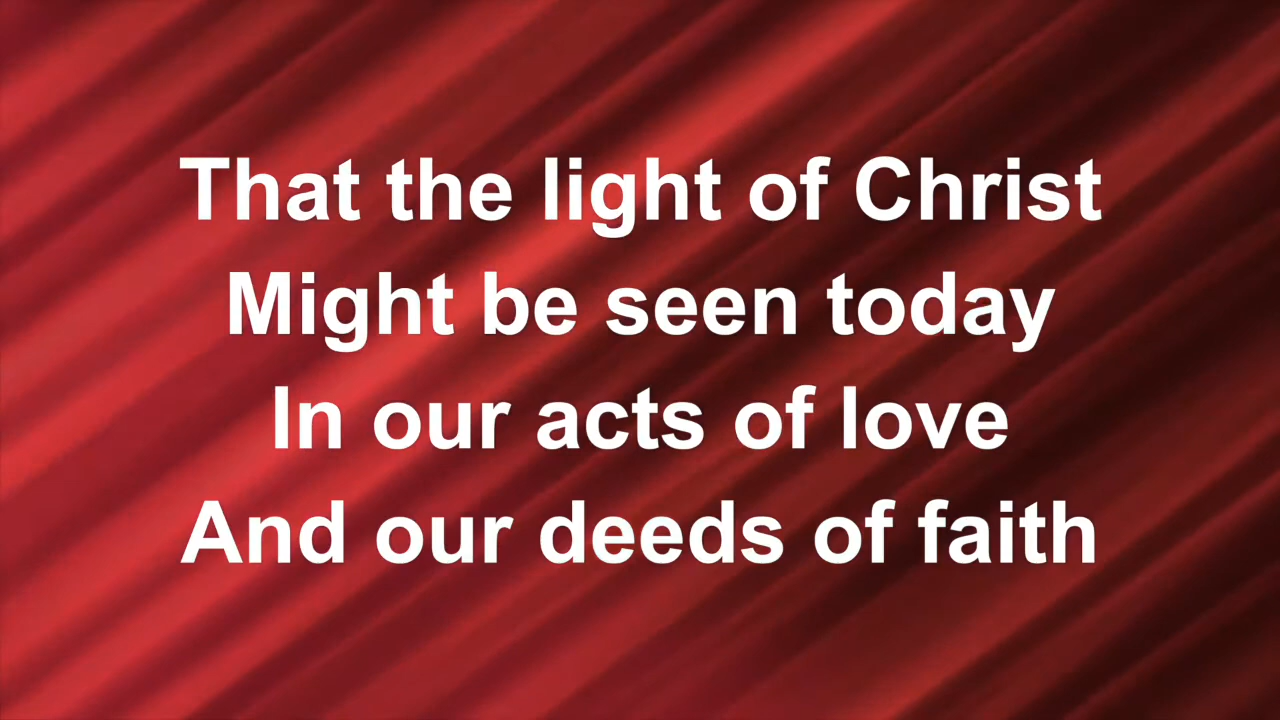 That the light of Christ
Might be seen today
In our acts of love
And our deeds of faith